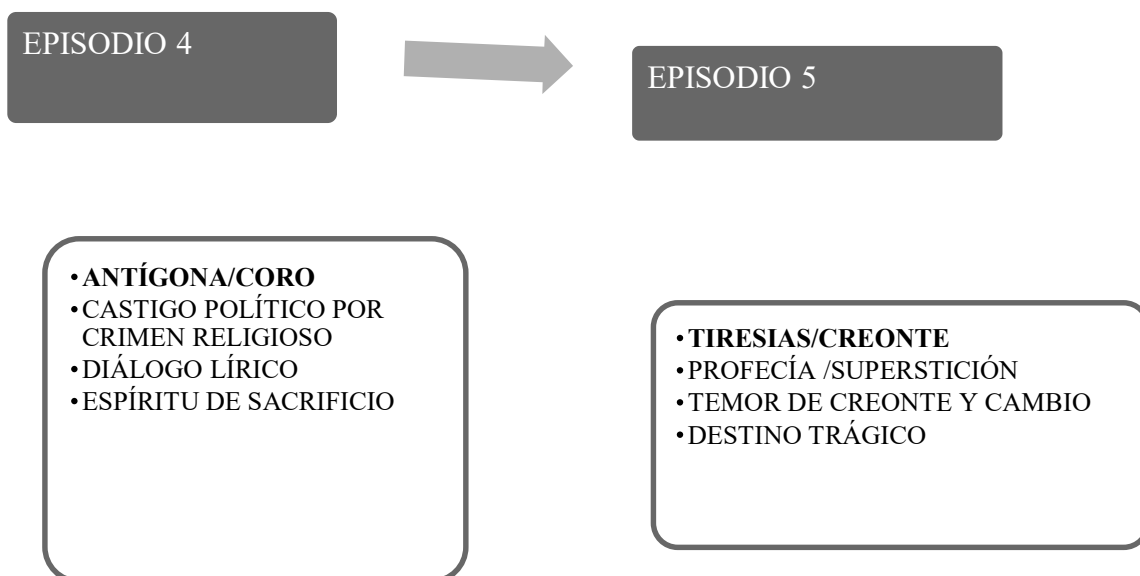 EPISODIO 4
EPISODIO 5
•ANTÍGONA/CORO
•CASTIGO POLÍTICO POR
CRIMEN RELIGIOSO
•DIÁLOGO LÍRICO
•ESPÍRITU DE SACRIFICIO
•TIRESIAS/CREONTE
•PROFECÍA /SUPERSTICIÓN
•TEMOR DE CREONTE Y CAMBIO
•DESTINO TRÁGICO